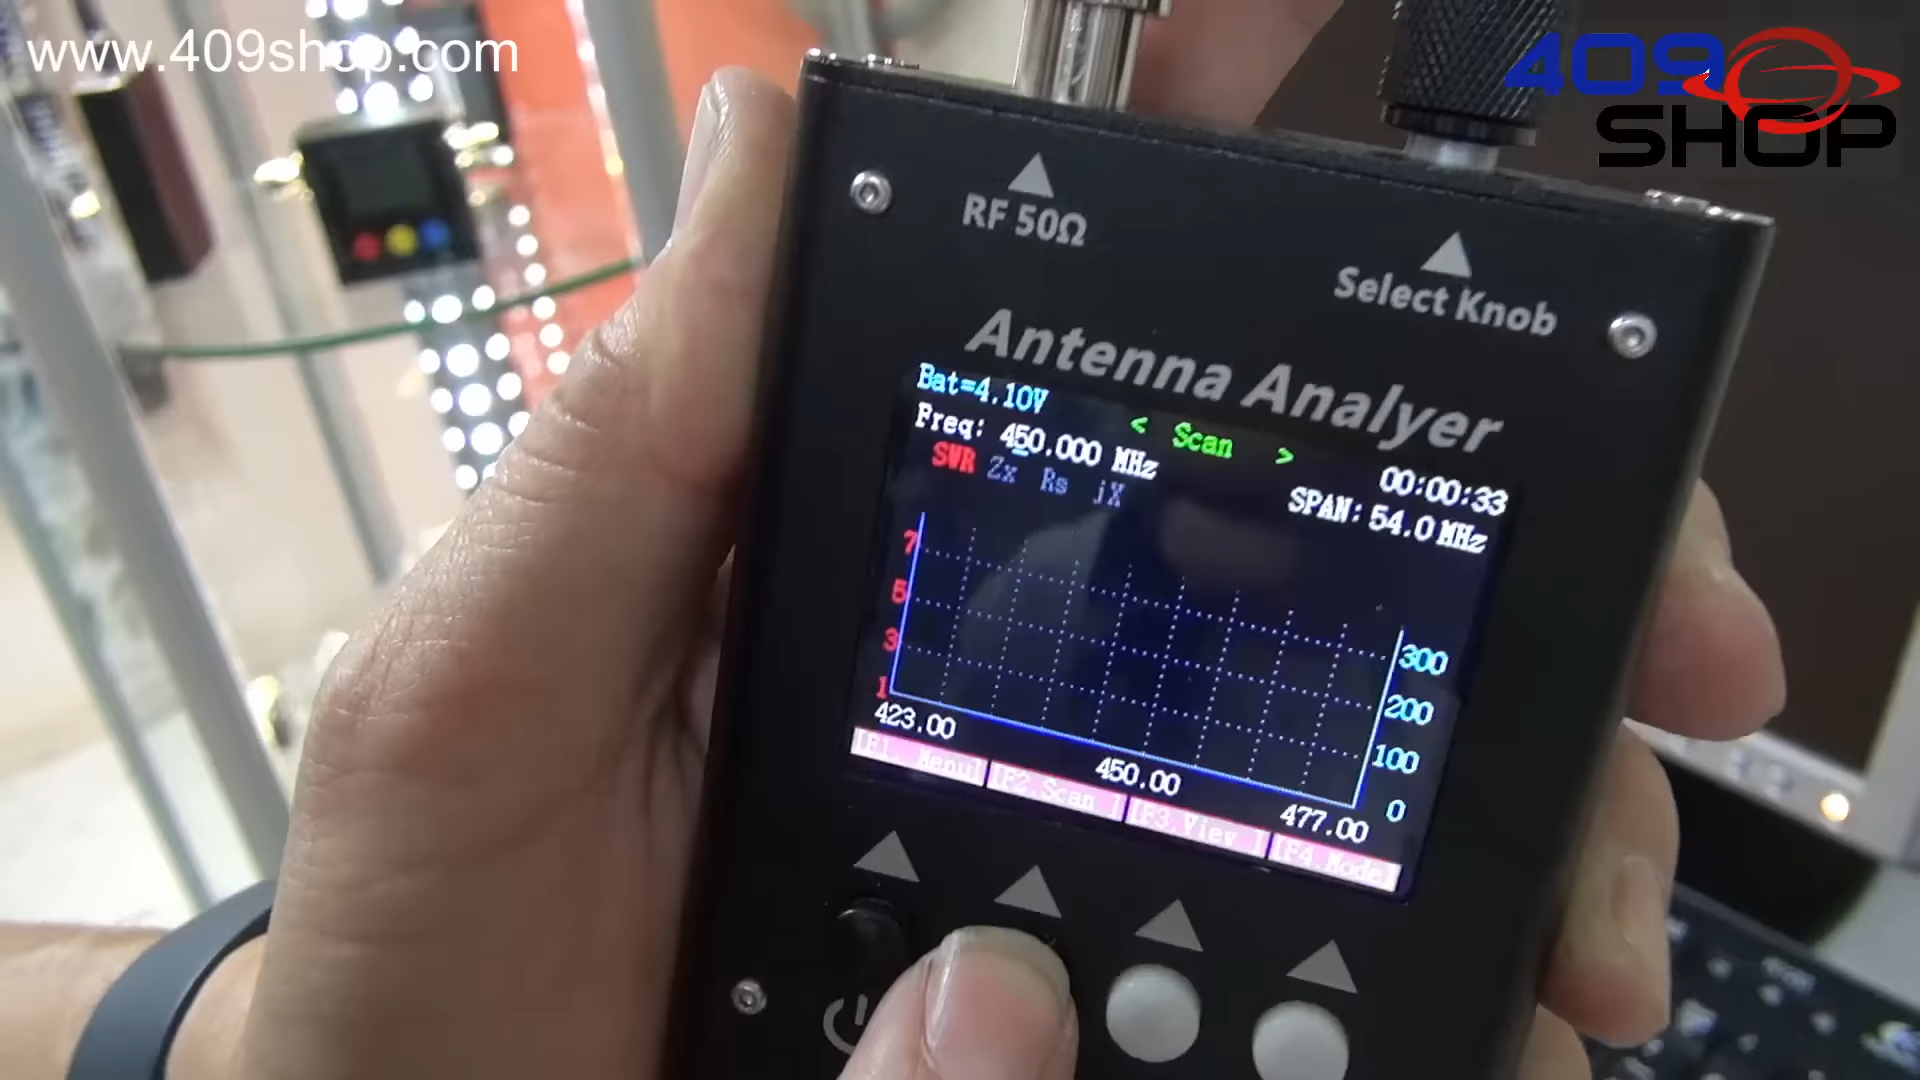 www.409shop.com
409
SHOP
RF 50Ω
Select Knob
Antenna Analyer
Bat=4.10V
< Scan >
00:00:33
Freq: 450.000 MHz
SPAN: 54.0 MHz
SWR Zx Rs jX
7
5
3
1
300
200
100
0
423.00
450.00
477.00
[F1 Menu] [F2.Scan ] [F3.View ] [F4.Mode]